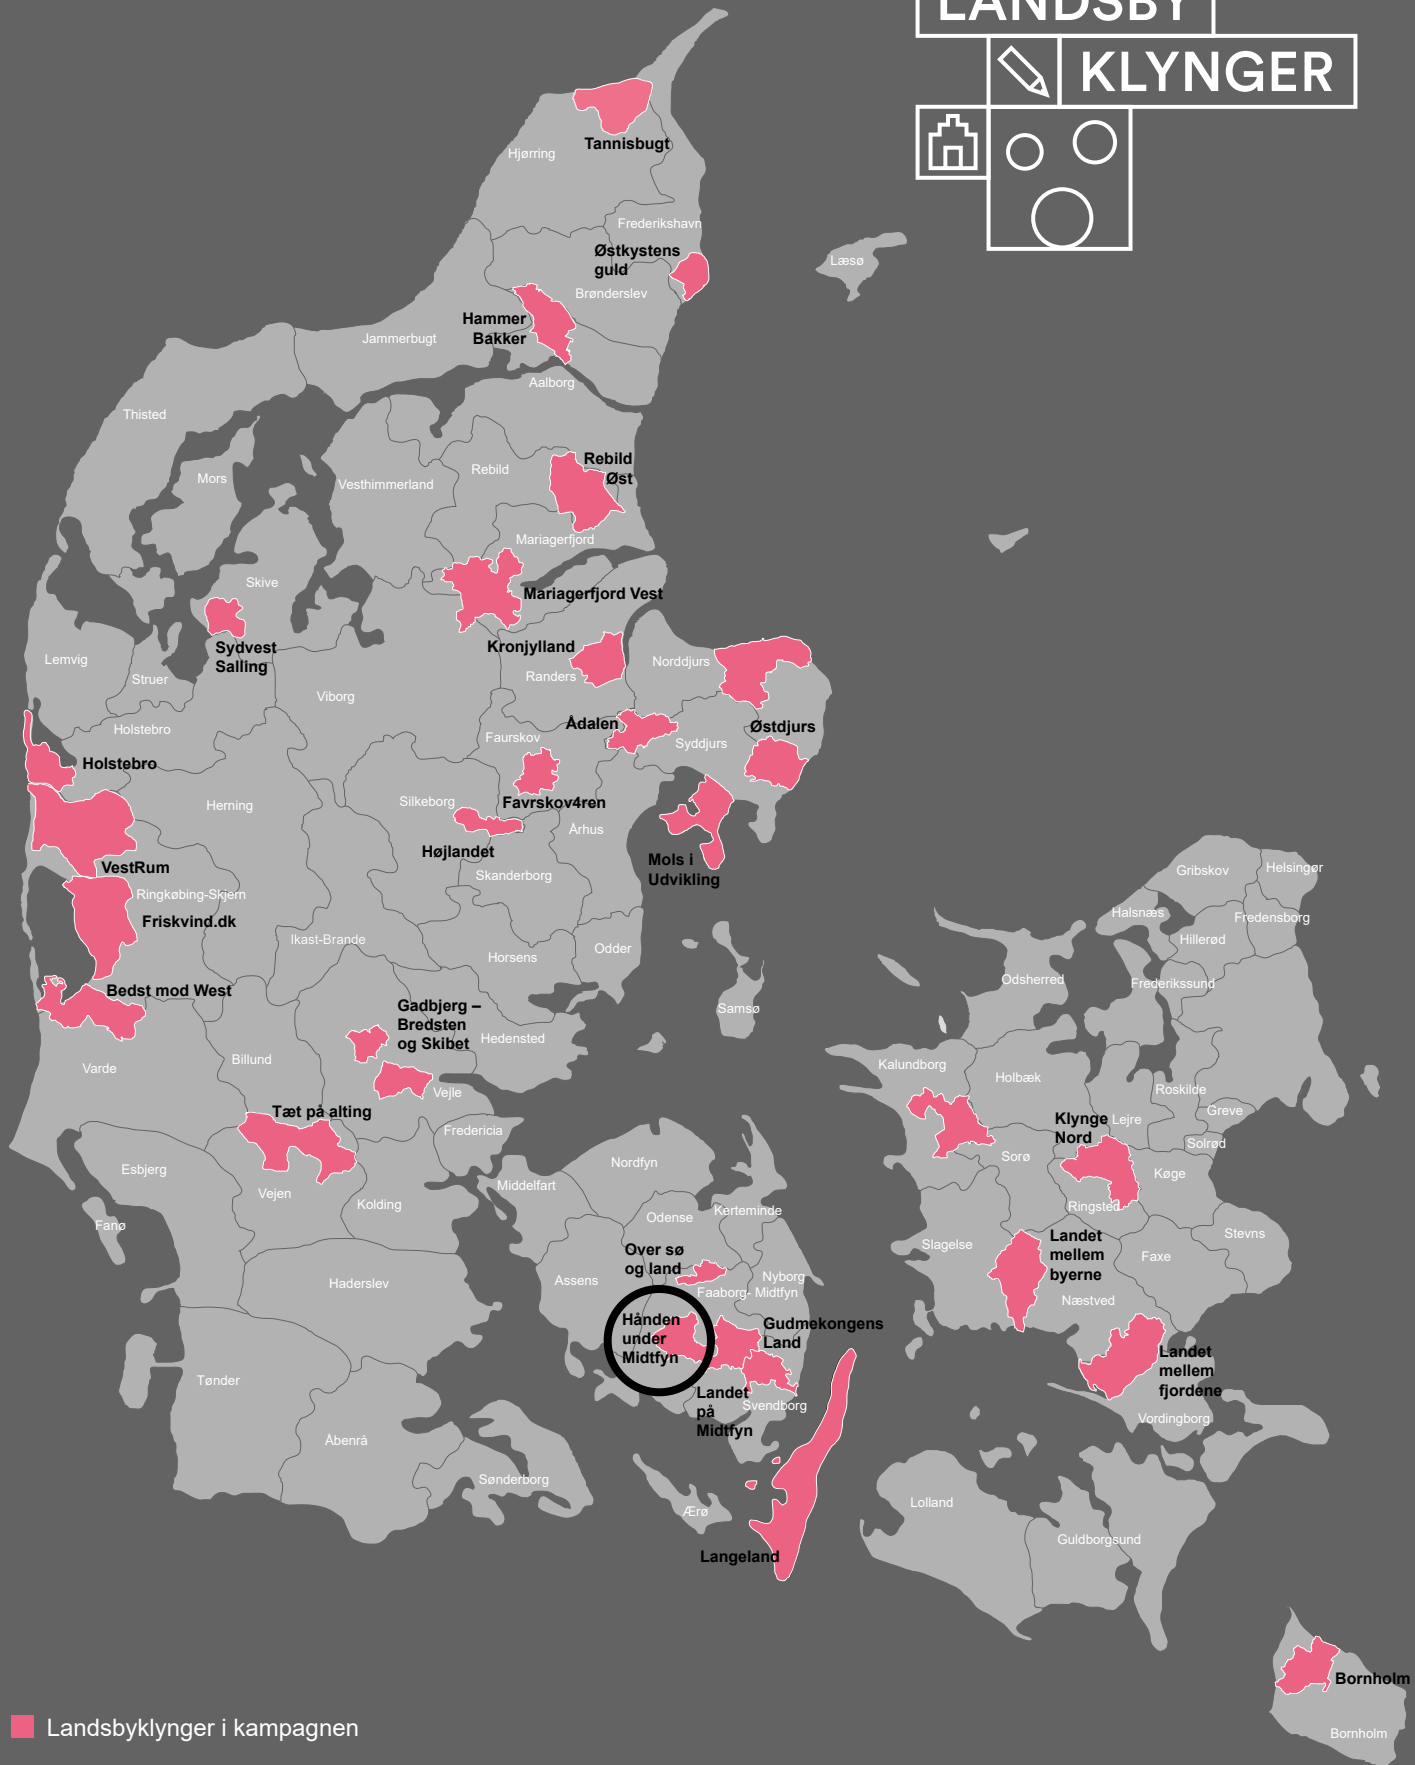 LANDSBY
KLYNGER
Tannisbugt
Hjørring
Frederikshavn
Østkystens
guld
Læsø
Brønderslev
Hammer
Bakker
Jammerbugt
Aalborg
Thisted
Rebild
Øst
Rebild
Mors
Vesthimmerland
Mariagerfjord
Skive
Mariagerfjord Vest
Sydvest
Salling
Kronjylland
Lemvig
Norddjurs
Randers
Struer
Viborg
Ådalen
Østdjurs
Holstebro
Faurskov
Syddjurs
Holstebro
Silkeborg
Favrskov4ren
Herning
Århus
Højlandet
Mols i
Udvikling
VestRum
Skanderborg
Gribskov
Helsingør
Ringkøbing-Skjern
Friskvind.dk
Halsnæs
Fredensborg
Ikast-Brande
Hillerød
Odder
Horsens
Odsherred
Frederikssund
Bedst mod West
Gadbjerg –
Bredsten
og Skibet
Samsø
Hedensted
Billund
Varde
Kalundborg
Holbæk
Vejle
Roskilde
Tæt på alting
Greve
Klynge
Nord
Lejre
Fredericia
Solrød
Sorø
Nordfyn
Esbjerg
Køge
Middelfart
Vejen
Kolding
Ringsted
Kerteminde
Odense
Fanø
Stevns
Landet
mellem
byerne
Slagelse
Over sø
og land
Faxe
Assens
Nyborg
Haderslev
Faaborg- Midtfyn
Næstved
Hånden
under
Midtfyn
Gudmekongens
Land
Landet
mellem
fjordene
Tønder
Landet
på
Midtfyn
Svendborg
Vordingborg
Åbenrå
Sønderborg
Ærø
Lolland
Guldborgsund
Langeland
Bornholm
Landsbyklynger i kampagnen
Bornholm